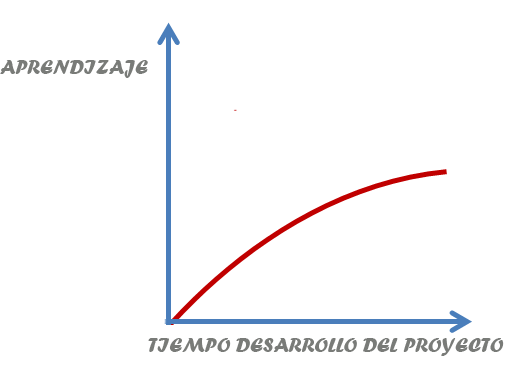 APRENDIZAJE
TIEMPO DESARROLLO DEL PROYECTO